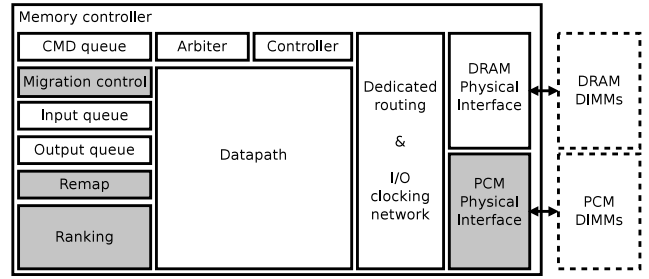 Memory controller
CMD queue
Arbiter
Controller
Migration control
Input queue
Output queue
Remap
Ranking
Datapath
Dedicated
routing
&
I/O
clocking
network
DRAM
Physical
Interface
PCM
Physical
Interface
DRAM
DIMMs
PCM
DIMMs